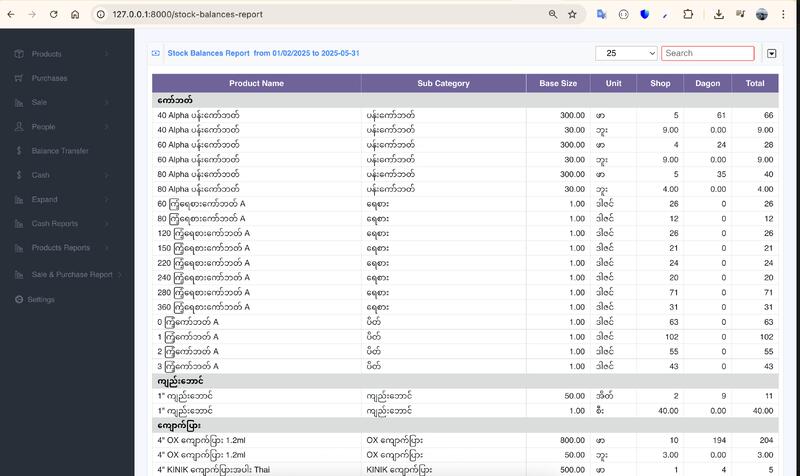 127.0.0.1:8000/stock-balances-report
Products
Purchases
Sale
People
Balance Transfer
Cash
Expand
Cash Reports
Products Reports
Sale & Purchase Report
Settings
Stock Balances Report from 01/02/2025 to 2025-05-31
25
Search
Product Name Sub Category Base Size Unit Shop Dagon Total
ကော်ဘတ်
40 Alpha ပန်းကော်ဘတ် ပန်းကော်ဘတ် 300.00 ဖာ 5 61 66
40 Alpha ပန်းကော်ဘတ် ပန်းကော်ဘတ် 30.00 ဘူး 9.00 0.00 9.00
60 Alpha ပန်းကော်ဘတ် ပန်းကော်ဘတ် 300.00 ဖာ 4 24 28
60 Alpha ပန်းကော်ဘတ် ပန်းကော်ဘတ် 30.00 ဘူး 9.00 0.00 9.00
80 Alpha ပန်းကော်ဘတ် ပန်းကော်ဘတ် 300.00 ဖာ 5 35 40
80 Alpha ပန်းကော်ဘတ် ပန်းကော်ဘတ် 30.00 ဘူး 4.00 0.00 4.00
60 ကြံ့ရေစားကော်ဘတ် A ရေစား 1.00 ဒါဇင် 26 0 26
80 ကြံ့ရေစားကော်ဘတ် A ရေစား 1.00 ဒါဇင် 12 0 12
120 ကြံ့ရေစားကော်ဘတ် A ရေစား 1.00 ဒါဇင် 26 0 26
150 ကြံ့ရေစားကော်ဘတ် A ရေစား 1.00 ဒါဇင် 21 0 21
220 ကြံ့ရေစားကော်ဘတ် A ရေစား 1.00 ဒါဇင် 24 0 24
240 ကြံ့ရေစားကော်ဘတ် A ရေစား 1.00 ဒါဇင် 20 0 20
280 ကြံ့ရေစားကော်ဘတ် A ရေစား 1.00 ဒါဇင် 71 0 71
360 ကြံ့ရေစားကော်ဘတ် A ရေစား 1.00 ဒါဇင် 31 0 31
0 ကြံ့ကော်ဘတ် A ပိတ် 1.00 ဒါဇင် 63 0 63
1 ကြံ့ကော်ဘတ် A ပိတ် 1.00 ဒါဇင် 102 0 102
2 ကြံ့ကော်ဘတ် A ပိတ် 1.00 ဒါဇင် 55 0 55
3 ကြံ့ကော်ဘတ် A ပိတ် 1.00 ဒါဇင် 43 0 43
ကျည်းဘောင်
1" ကျည်းဘောင် ကျည်းဘောင် 50.00 အိတ် 2 9 11
1" ကျည်းဘောင် ကျည်းဘောင် 1.00 စီး 40.00 0.00 40.00
ကျောက်ပြား
4" OX ကျောက်ပြား 1.2ml OX ကျောက်ပြား 800.00 ဖာ 10 194 204
4" OX ကျောက်ပြား 1.2ml OX ကျောက်ပြား 50.00 ဘူး 3.00 0.00 3.00
4" KINIK ကျောက်ပြားအပါး Thai KINIK ကျောက်ပြား 500.00 ဖာ 1 4 5